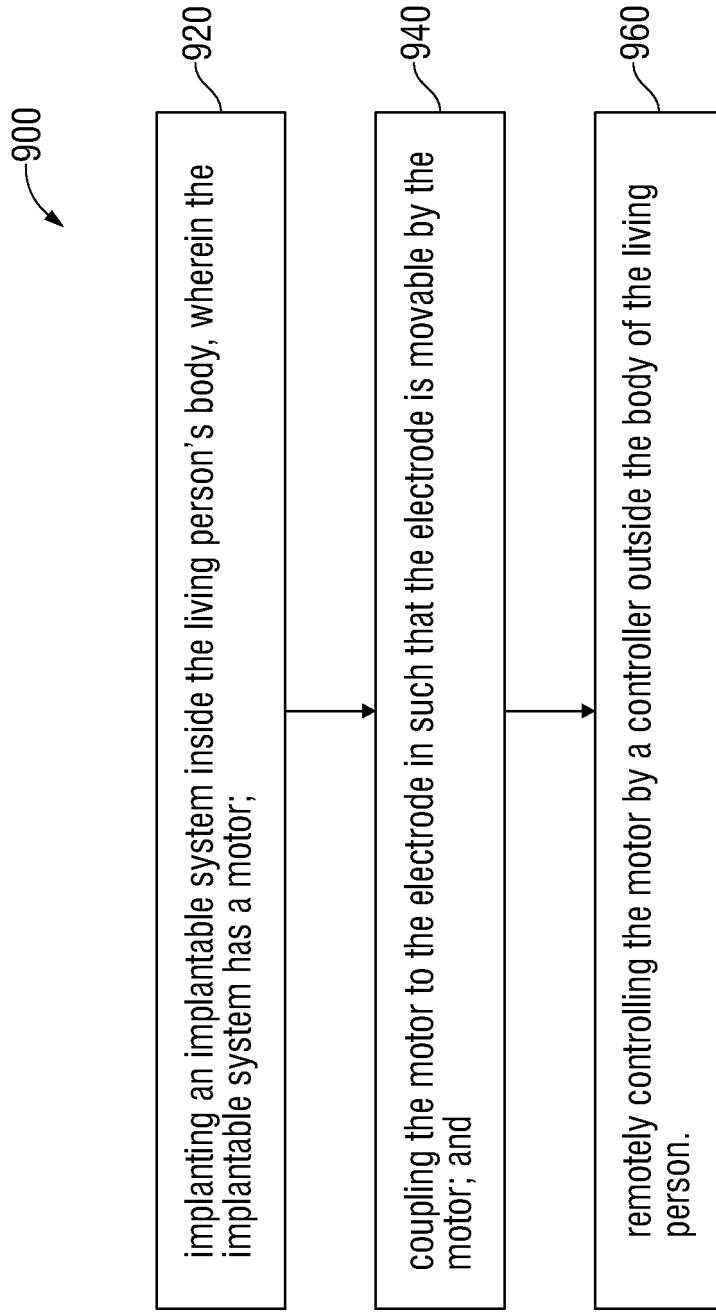 900
implanting an implantable system inside the living person's body, wherein the
implantable system has a motor;
920
coupling the motor to the electrode in such that the electrode is movable by the
motor; and
940
remotely controlling the motor by a controller outside the body of the living
person.
960